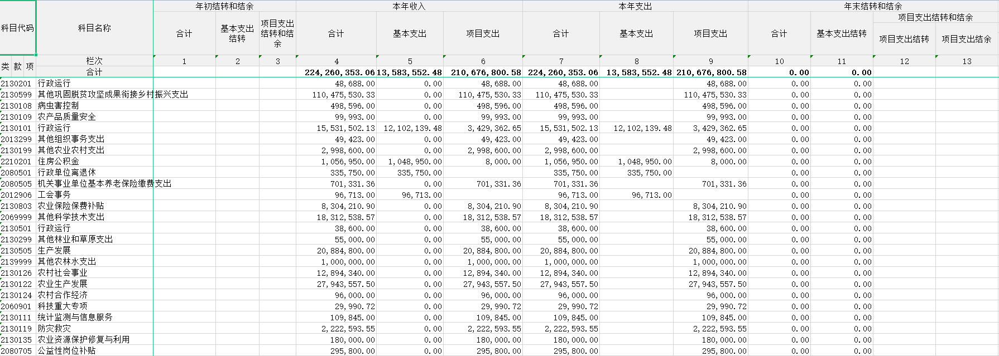 科目代码 科目名称 年初结转和结余 本年收入 本年支出 年末结转和结余
合计 基本支出结转 项目支出结转和结余 合计 基本支出 项目支出 合计 基本支出 项目支出 合计 基本支出结转 项目支出结转和结余
项目支出结转 项目支出结余
类 款 项 栏次 1 2 3 4 5 6 7 8 9 10 11 12 13
合计 224,260,353.06 13,583,552.48 210,676,800.58 224,260,353.06 13,583,552.48 210,676,800.58 0.00 0.00
2130201 行政运行 48,688.00 0.00 48,688.00 48,688.00 48,688.00 0.00 0.00
2130599 其他巩固脱贫攻坚成果衔接乡村振兴支出 110,475,530.33 0.00 110,475,530.33 110,475,530.33 110,475,530.33 0.00 0.00
2130108 病虫害控制 498,596.00 0.00 498,596.00 498,596.00 498,596.00 0.00 0.00
2130109 农产品质量安全 99,993.00 0.00 99,993.00 99,993.00 99,993.00 0.00 0.00
2130101 行政运行 15,531,502.13 12,102,139.48 3,429,362.65 15,531,502.13 12,102,139.48 3,429,362.65 0.00 0.00
2013299 其他组织事务支出 49,423.00 0.00 49,423.00 49,423.00 49,423.00 0.00 0.00
2130199 其他农业农村支出 2,998,600.00 0.00 2,998,600.00 2,998,600.00 2,998,600.00 0.00 0.00
2210201 住房公积金 1,056,950.00 1,048,950.00 8,000.00 1,056,950.00 1,048,950.00 8,000.00 0.00 0.00
2080501 行政单位离退休 335,750.00 335,750.00 335,750.00 335,750.00 0.00 0.00
2080505 机关事业单位基本养老保险缴费支出 701,331.36 0.00 701,331.36 701,331.36 701,331.36 0.00 0.00
2012906 工会事务 96,713.00 96,713.00 96,713.00 96,713.00 0.00 0.00
2130803 农业保险保费补贴 8,304,210.90 0.00 8,304,210.90 8,304,210.90 8,304,210.90 0.00 0.00
2069999 其他科学技术支出 18,312,538.57 0.00 18,312,538.57 18,312,538.57 18,312,538.57 0.00 0.00
2130501 行政运行 38,600.00 0.00 38,600.00 38,600.00 38,600.00 0.00 0.00
2130299 其他林业和草原支出 55,000.00 0.00 55,000.00 55,000.00 55,000.00 0.00 0.00
2130505 生产发展 20,884,800.00 0.00 20,884,800.00 20,884,800.00 20,884,800.00 0.00 0.00
2139999 其他农林水支出 1,000,000.00 0.00 1,000,000.00 1,000,000.00 1,000,000.00 0.00 0.00
2130126 农村社会事业 12,894,340.00 0.00 12,894,340.00 12,894,340.00 12,894,340.00 0.00 0.00
2130122 农业生产发展 27,943,557.50 0.00 27,943,557.50 27,943,557.50 27,943,557.50 0.00 0.00
2130124 农村合作经济 96,000.00 0.00 96,000.00 96,000.00 96,000.00 0.00 0.00
2060901 科技重大专项 29,990.72 0.00 29,990.72 29,990.72 29,990.72 0.00 0.00
2130111 统计监测与信息服务 109,845.00 0.00 109,845.00 109,845.00 109,845.00 0.00 0.00
2130119 防灾救灾 2,222,593.55 0.00 2,222,593.55 2,222,593.55 2,222,593.55 0.00 0.00
2130135 农业资源保护修复与利用 180,000.00 0.00 180,000.00 180,000.00 180,000.00 0.00 0.00
2080705 公益性岗位补贴 295,800.00 0.00 295,800.00 295,800.00 295,800.00 0.00 0.00